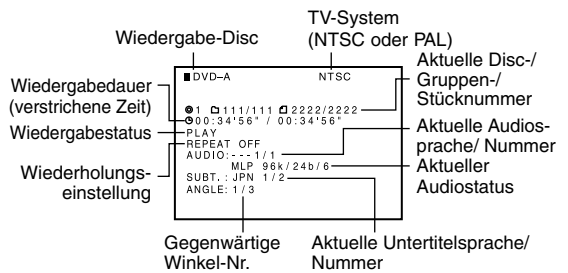 Wiedergabe-Disc
TV-System
(NTSC oder PAL)
Aktuelle Disc-/
Gruppen-/
Stücknummer
Wiedergabedauer
(verstrichene Zeit)
Wiedergabestatus
Wiederholungs-
einstellung
DVD–A NTSC
1 111/111 2222/2222
00:34'56" / 00:34'56"
PLAY
REPEAT OFF
AUDIO:---1/1
MLP 96k/24b/6
SUBT.:JPN 1/2
ANGLE:1/3
Aktuelle Audios-
prache/ Nummer
Aktueller
Audiostatus
Gegenwärtige
Winkel-Nr.
Aktuelle Untertitelsprache/
Nummer